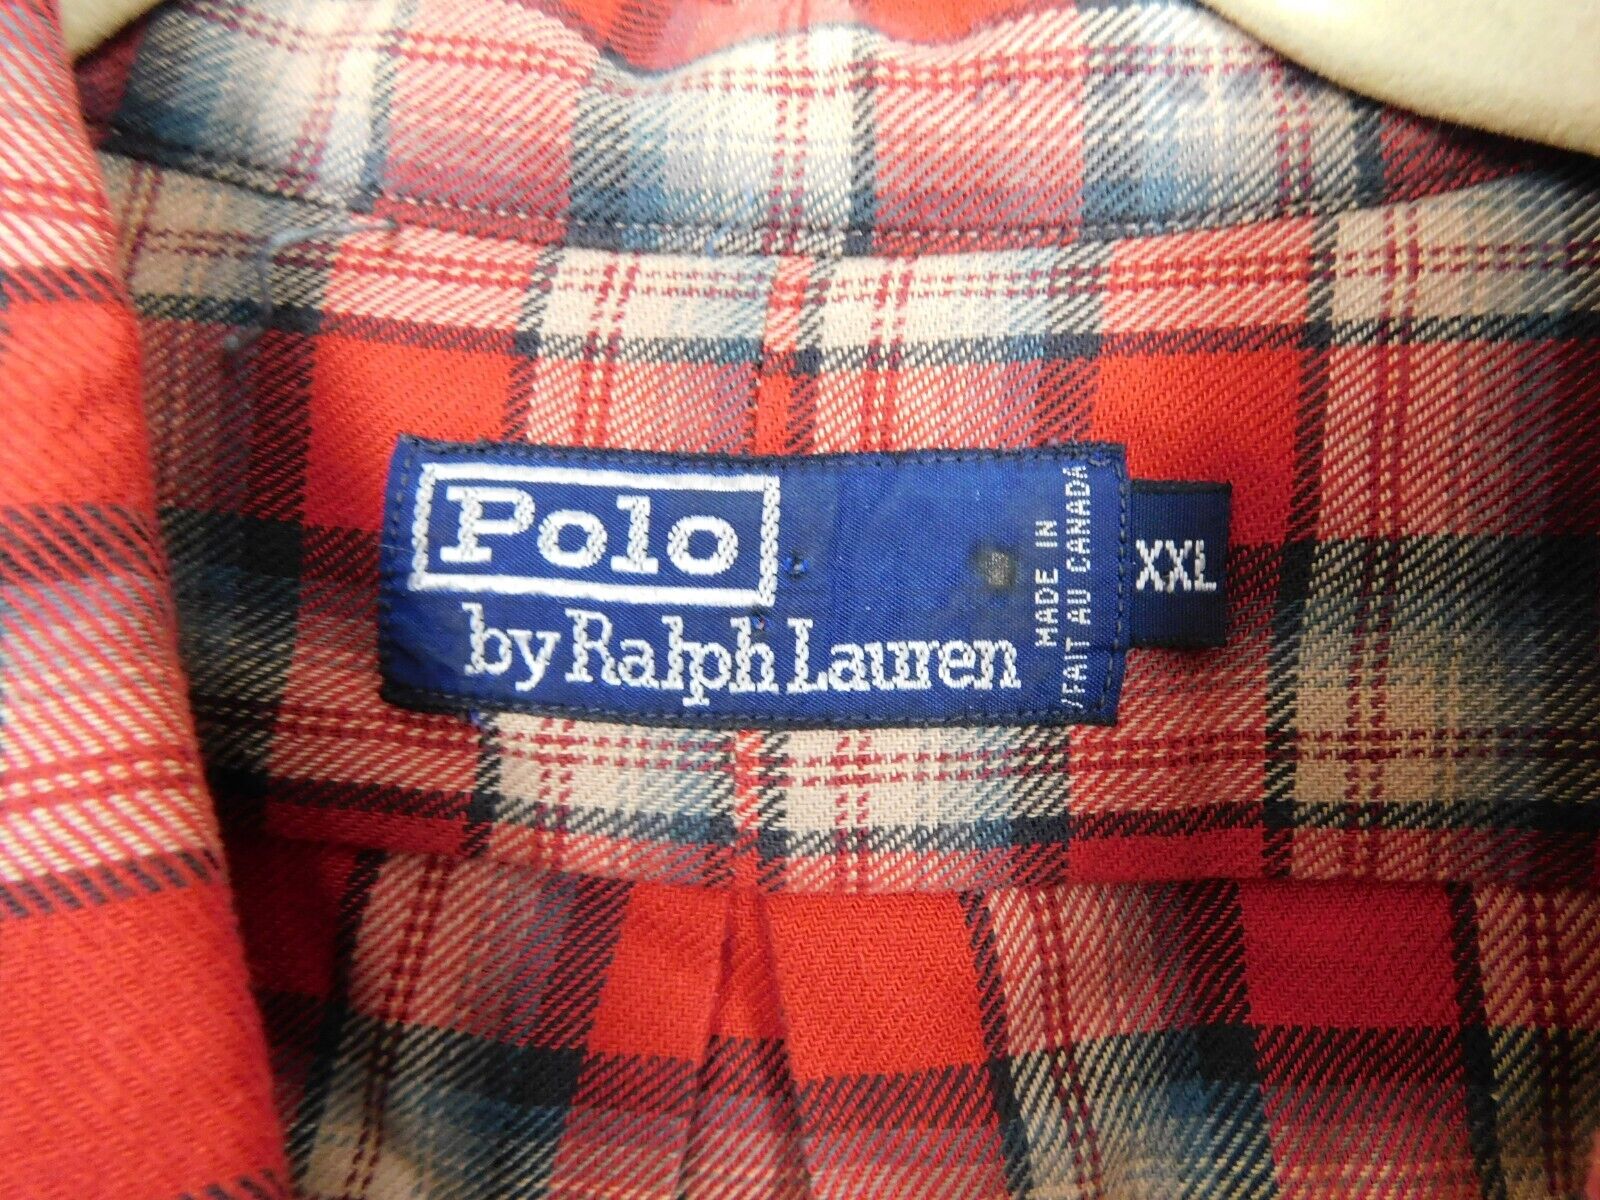 Polo
by Ralph Lauren
MADE IN
/FAIT AU CANADA
XXL